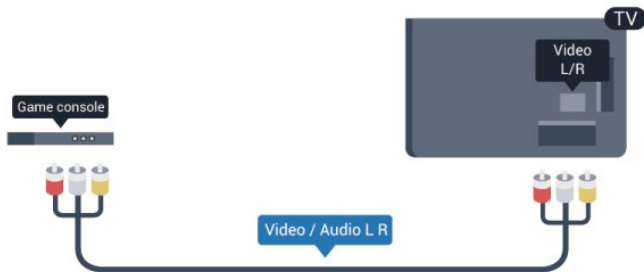 TV
Video
L/R
Game console
Video / Audio L R